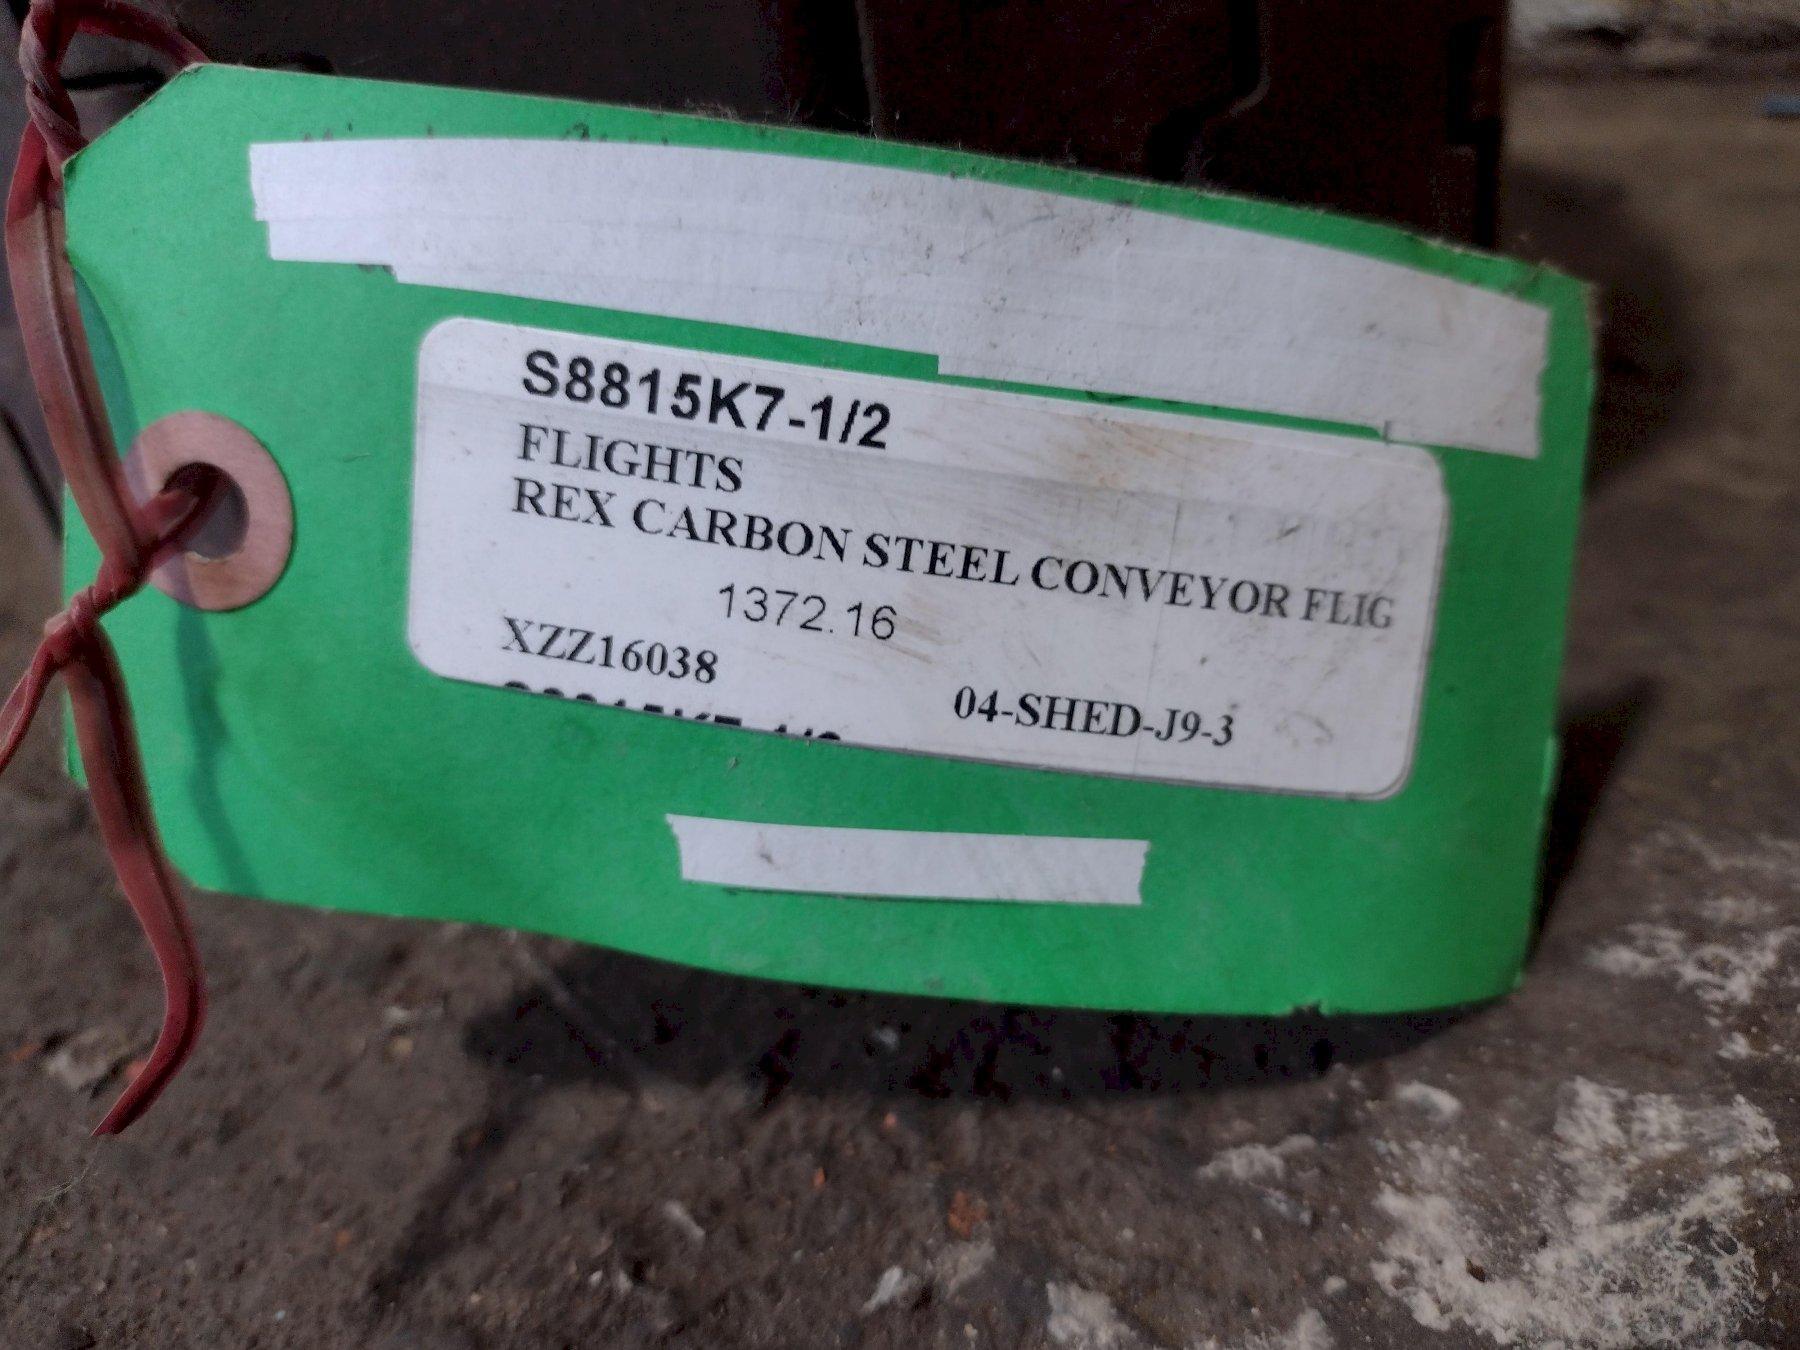 S8815K7-1/2
FLIGHTS
REX CARBON STEEL CONVEYOR FLIG
1372.16
XZZ16038
04-SHED-J9-3